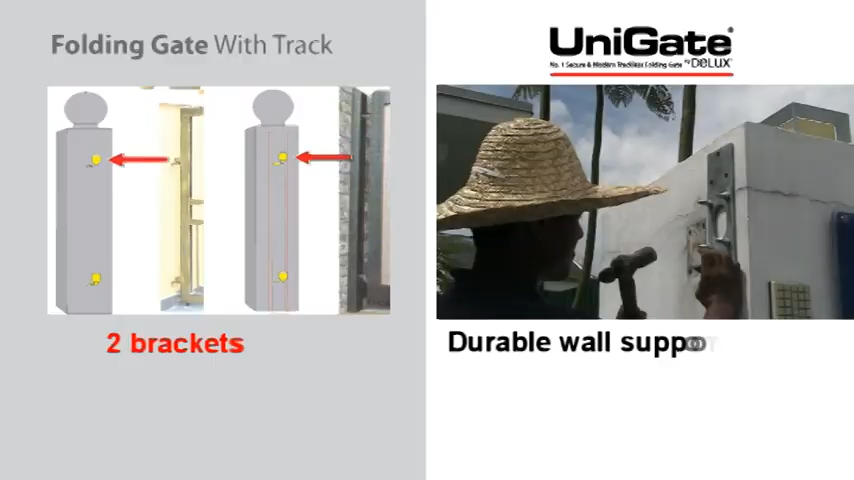 Folding Gate With Track
UniGate
No. 1 Secure & Modern Trackless Folding Gate by DELUX
2 brackets
Durable wall suppo